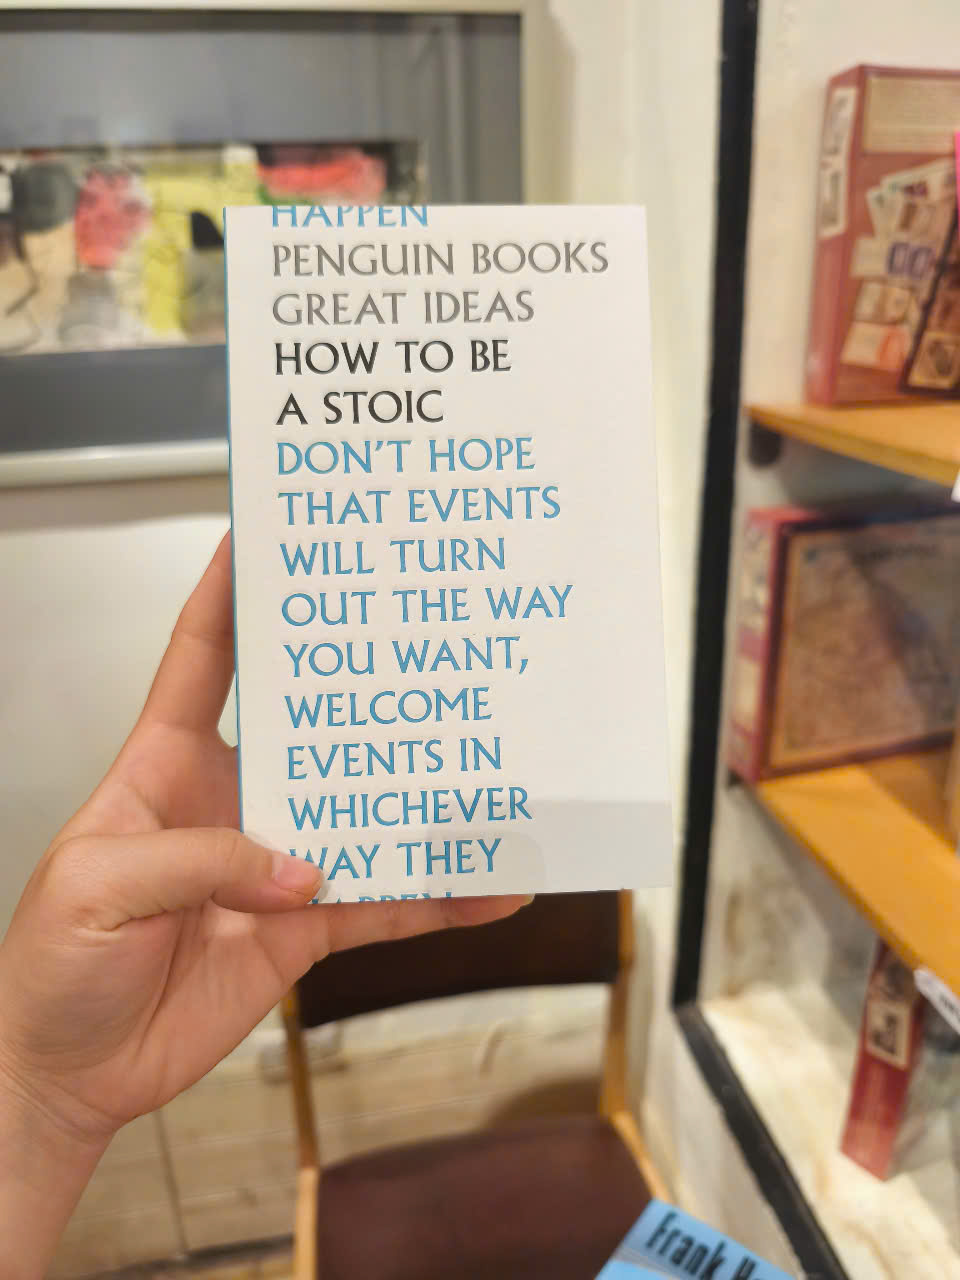 HAPPEN
PENGUIN BOOKS
GREAT IDEAS
HOW TO BE
A STOIC
DON'T HOPE
THAT EVENTS
WILL TURN
OUT THE WAY
YOU WANT,
WELCOME
EVENTS IN
WHICHEVER
WAY THEY
HAPPEN
Frank